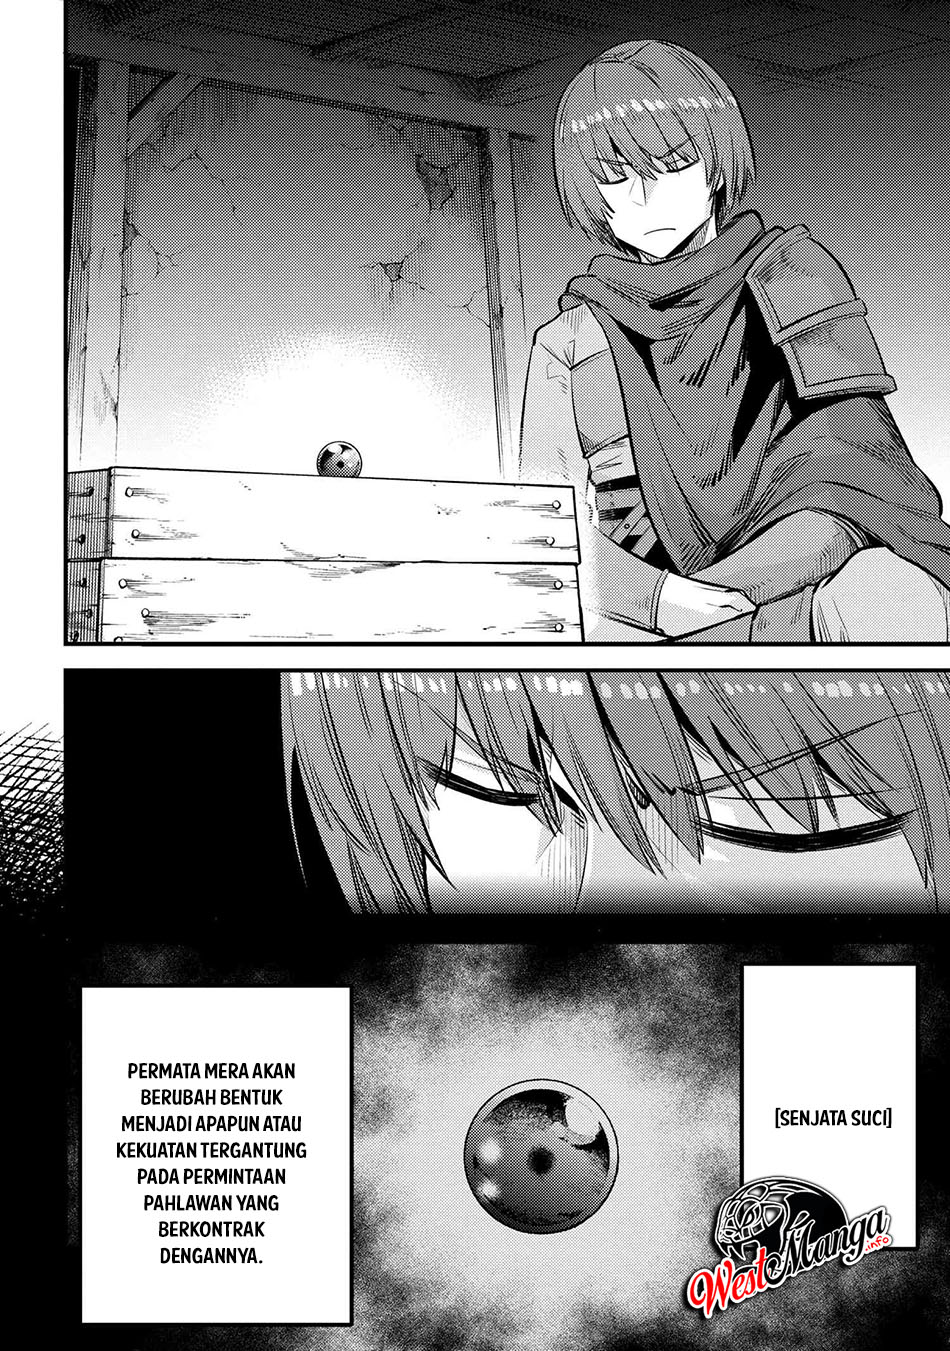 [SENJATA SUCI]
PERMATA MERA AKAN
BERUBAH BENTUK
MENJADI APAPUN ATAU
KEKUATAN TERGANTUNG
PADA PERMINTAAN
PAHLAWAN YANG
BERKONTRAK
DENGANNYA.
WestManga
.info